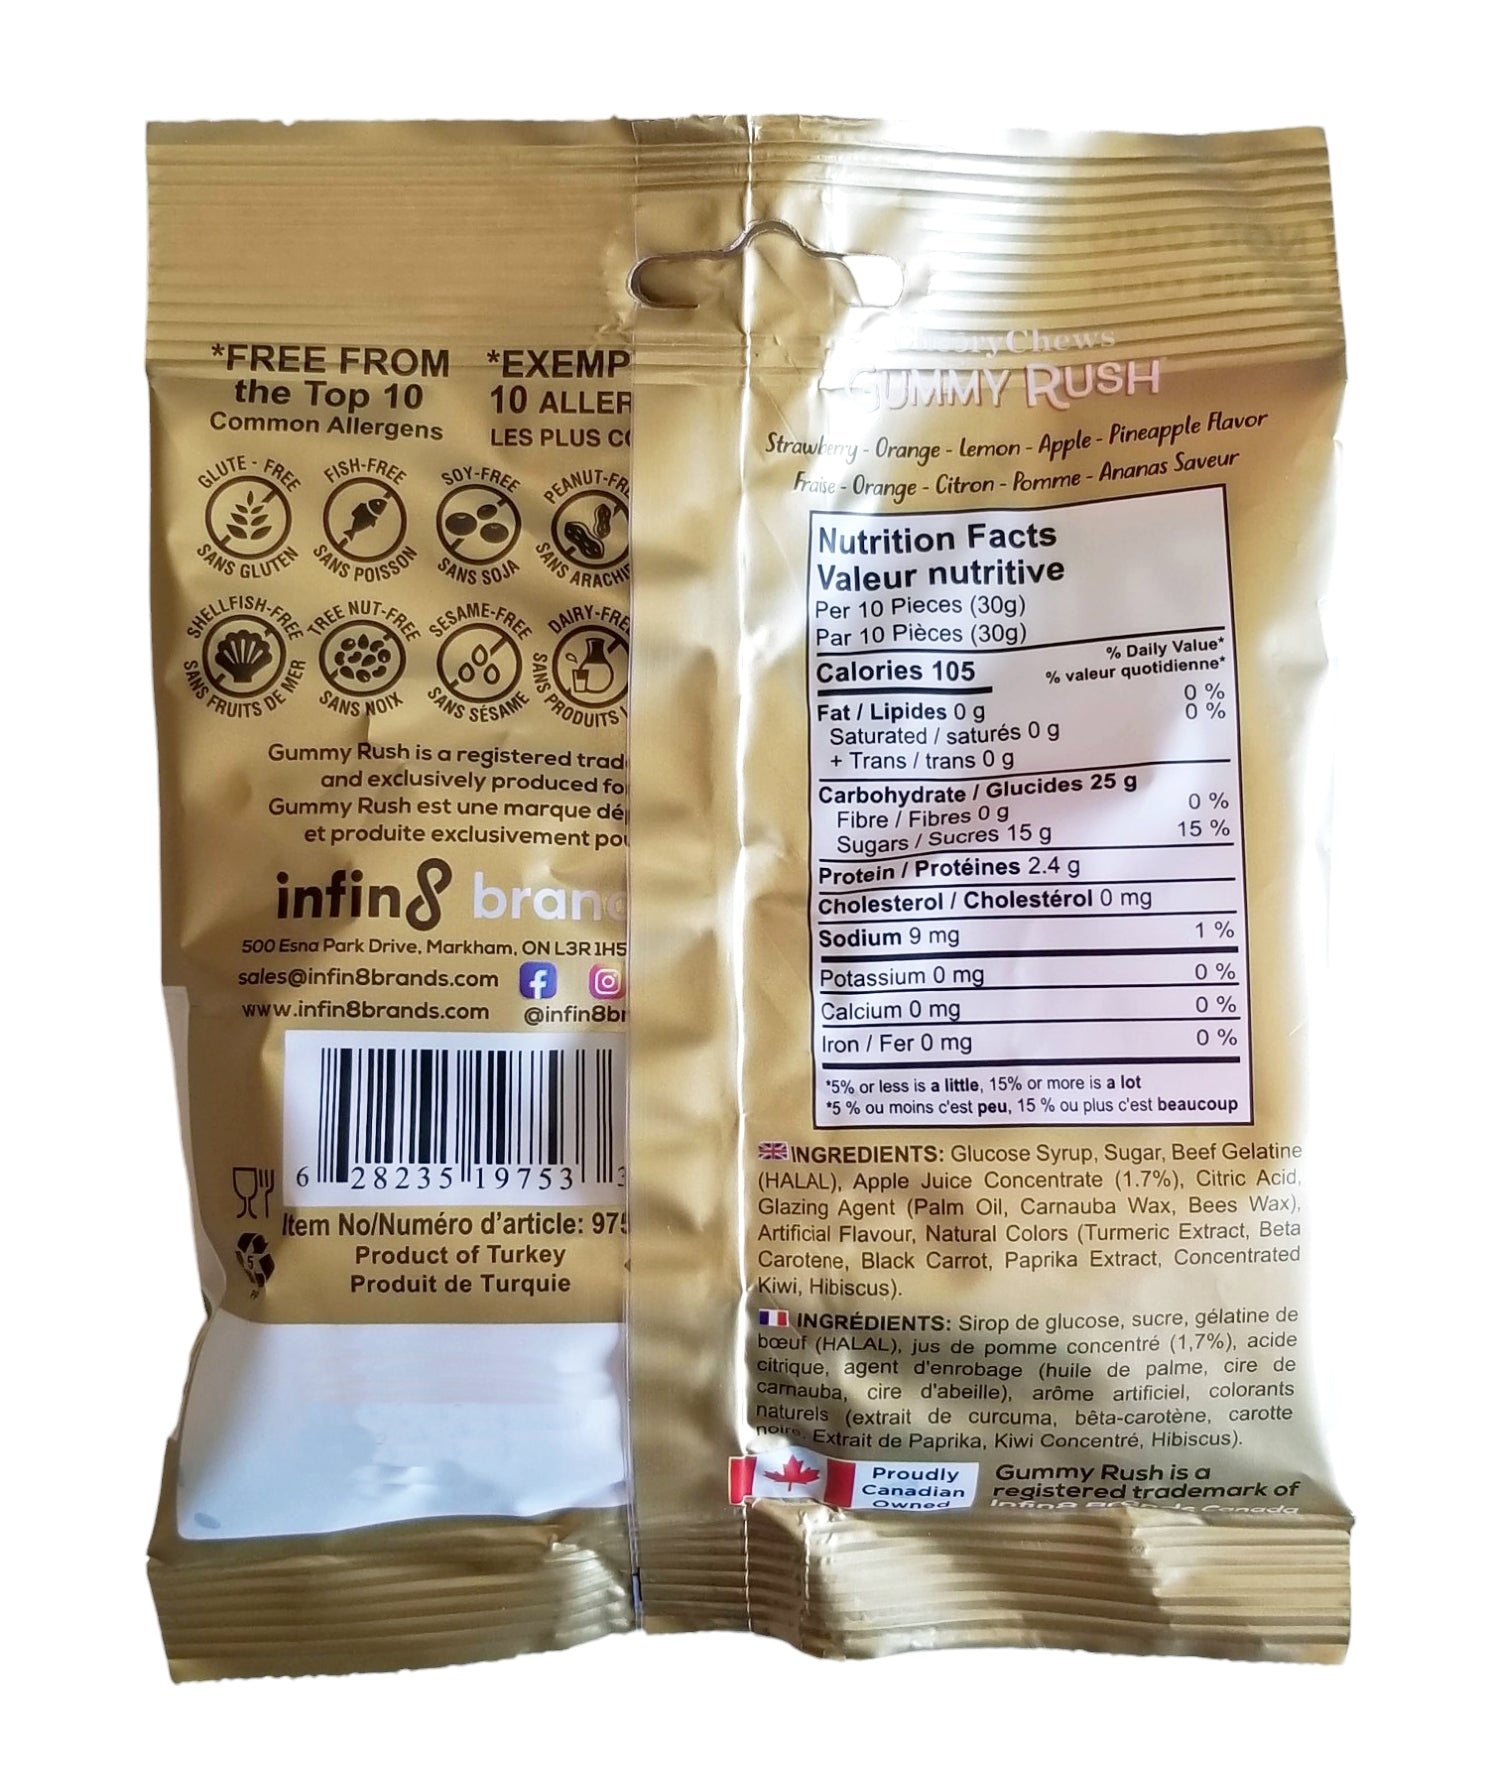 *FREE FROM
the Top 10
Common Allergens
*EXEMP
10 ALLER
LES PLUS CO
GLUTE - FREE
SANS GLUTEN
FISH-FREE
SANS POISSON
SOY-FREE
SANS SOJA
PEANUT-FRE
SANS ARACHI
SHELLFISH-FREE
SANS FRUITS DE MER
TREE NUT-FREE
SANS NOIX
SESAME-FREE
SANS SÉSAME
DAIRY-FRE
SANS PRODUITS
Gummy Rush is a registered trad
and exclusively produced fo
Gummy Rush est une marque dé
et produite exclusivement pou
infin8 bran
500 Esna Park Drive, Markham, ON L3R 1H5
sales@infin8brands.com
www.infin8brands.com
@infin8br
6 28235 19753 3
Item No/Numéro d'article: 975
Product of Turkey
Produit de Turquie
5
PP
Chews
GUMMY RUSH
Strawberry - Orange - Lemon - Apple - Pineapple Flavor
Fraise - Orange - Citron - Pomme - Ananas Saveur
Nutrition Facts
Valeur nutritive
Per 10 Pieces (30g)
Par 10 Pièces (30g)
% Daily Value*
Calories 105
% valeur quotidienne*
0 %
Fat / Lipides 0 g 0 %
Saturated / saturés 0 g
+ Trans / trans 0 g
Carbohydrate / Glucides 25 g
Fibre / Fibres 0 g 0 %
Sugars / Sucres 15 g 15 %
Protein / Protéines 2.4 g
Cholesterol / Cholestérol 0 mg
Sodium 9 mg 1 %
Potassium 0 mg 0 %
Calcium 0 mg 0 %
Iron / Fer 0 mg 0 %
*5% or less is a little, 15% or more is a lot
*5 % ou moins c'est peu, 15 % ou plus c'est beaucoup
INGREDIENTS: Glucose Syrup, Sugar, Beef Gelatine
(HALAL), Apple Juice Concentrate (1.7%), Citric Acid,
Glazing Agent (Palm Oil, Carnauba Wax, Bees Wax),
Artificial Flavour, Natural Colors (Turmeric Extract, Beta
Carotene, Black Carrot, Paprika Extract, Concentrated
Kiwi, Hibiscus).
INGRÉDIENTS: Sirop de glucose, sucre, gélatine de
bœuf (HALAL), jus de pomme concentré (1,7%), acide
citrique, agent d'enrobage (huile de palme, cire de
carnauba, cire d'abeille), arôme artificiel, colorants
naturels (extrait de curcuma, bêta-carotène, carotte
noire, Extrait de Paprika, Kiwi Concentré, Hibiscus).
Proudly
Canadian
Owned
Gummy Rush is a
registered trademark of
Infin8 Brands Canada